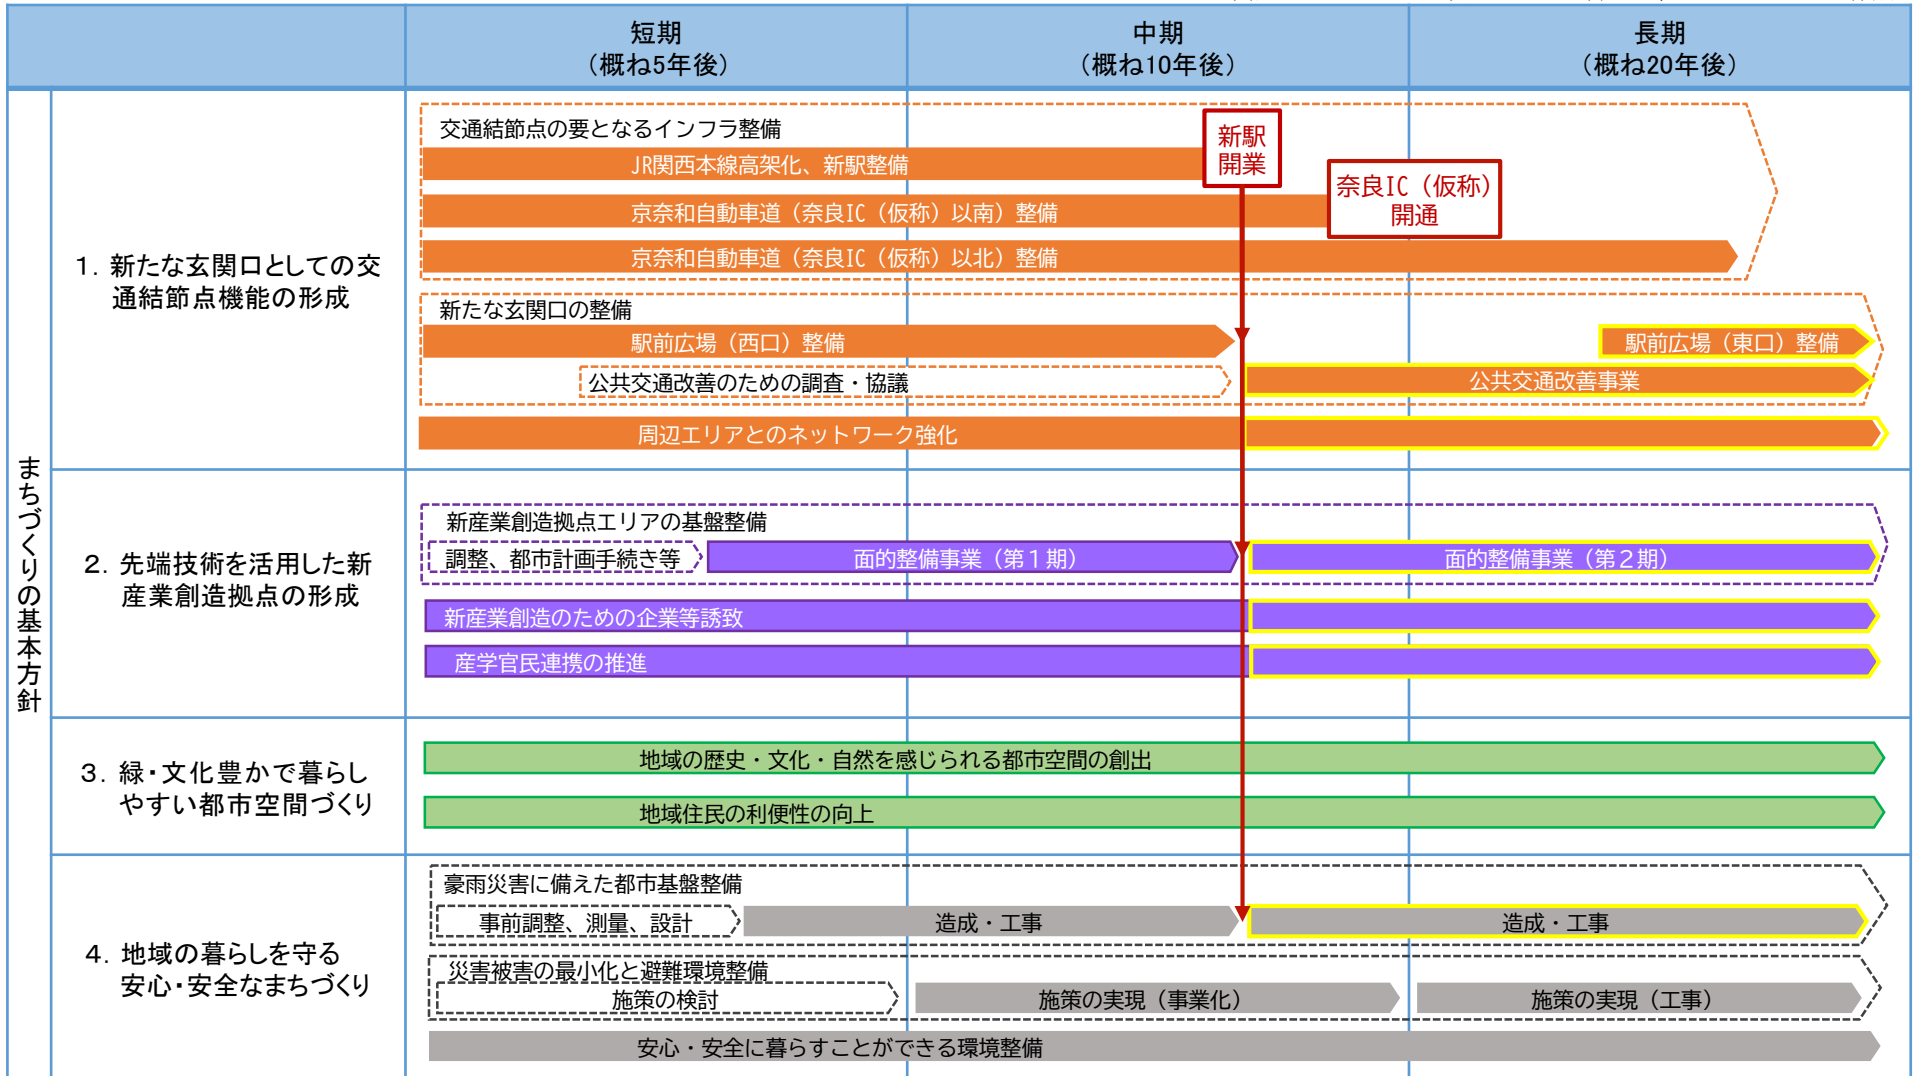 短期
（概ね5年後）
中期
（概ね10年後）
長期
（概ね20年後）
まちづくりの基本方針
1．新たな玄関口としての交
通結節点機能の形成
交通結節点の要となるインフラ整備
JR関西本線高架化、新駅整備
新駅
開業
京奈和自動車道（奈良IC（仮称）以南）整備
奈良IC（仮称）
開通
京奈和自動車道（奈良IC（仮称）以北）整備
新たな玄関口の整備
駅前広場（西口）整備
駅前広場（東口）整備
公共交通改善のための調査・協議
公共交通改善事業
周辺エリアとのネットワーク強化
2．先端技術を活用した新
産業創造拠点の形成
新産業創造拠点エリアの基盤整備
調整、都市計画手続き等
面的整備事業（第１期）
面的整備事業（第２期）
新産業創造のための企業等誘致
産学官民連携の推進
3．緑・文化豊かで暮らし
やすい都市空間づくり
地域の歴史・文化・自然を感じられる都市空間の創出
地域住民の利便性の向上
4．地域の暮らしを守る
安心・安全なまちづくり
豪雨災害に備えた都市基盤整備
事前調整、測量、設計
造成・工事
造成・工事
災害被害の最小化と避難環境整備
施策の検討
施策の実現（事業化）
施策の実現（工事）
安心・安全に暮らすことができる環境整備